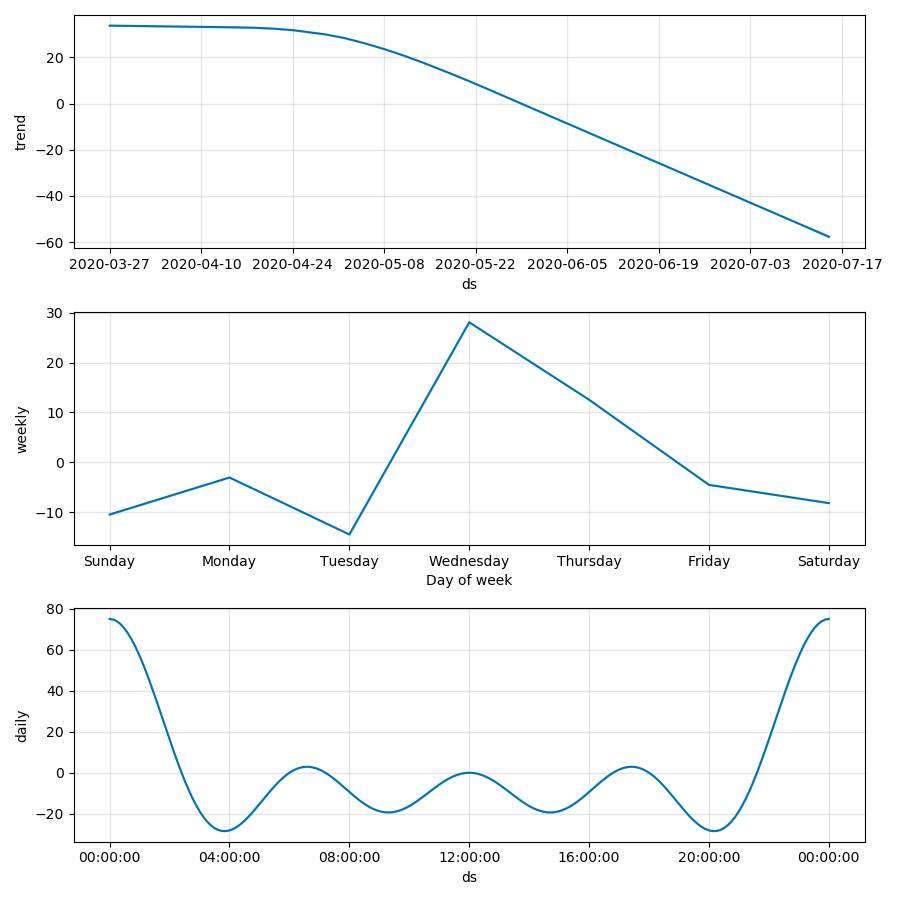 20
0
−20
−40
−60
trend
2020-03-27 2020-04-10 2020-04-24 2020-05-08 2020-05-22 2020-06-05 2020-06-19 2020-07-03 2020-07-17
ds
30
20
10
0
−10
weekly
Sunday Monday Tuesday Wednesday Thursday Friday Saturday
Day of week
80
60
40
20
0
−20
daily
00:00:00 04:00:00 08:00:00 12:00:00 16:00:00 20:00:00 00:00:00
ds